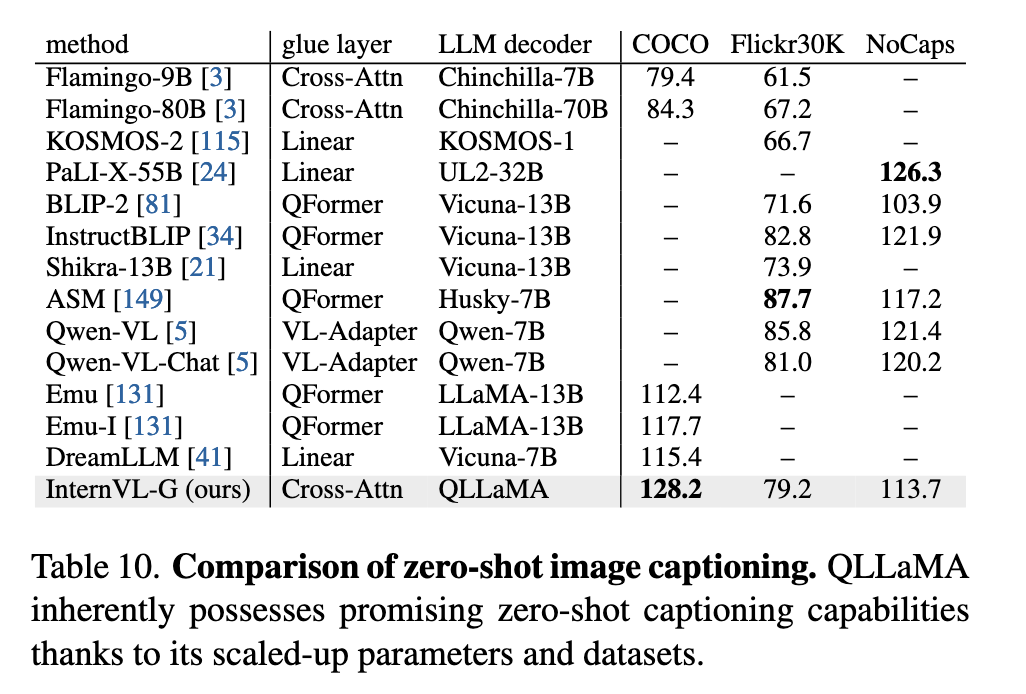 method glue layer LLM decoder COCO Flickr30K NoCaps
Flamingo-9B [3] Cross-Attn Chinchilla-7B 79.4 61.5 –
Flamingo-80B [3] Cross-Attn Chinchilla-70B 84.3 67.2 –
KOSMOS-2 [115] Linear KOSMOS-1 – 66.7 –
PaLI-X-55B [24] Linear UL2-32B – – 126.3
BLIP-2 [81] QFormer Vicuna-13B – 71.6 103.9
InstructBLIP [34] QFormer Vicuna-13B – 82.8 121.9
Shikra-13B [21] Linear Vicuna-13B – 73.9 –
ASM [149] QFormer Husky-7B – 87.7 117.2
Qwen-VL [5] VL-Adapter Qwen-7B – 85.8 121.4
Qwen-VL-Chat [5] VL-Adapter Qwen-7B – 81.0 120.2
Emu [131] QFormer LLaMA-13B 112.4 – –
Emu-I [131] QFormer LLaMA-13B 117.7 – –
DreamLLM [41] Linear Vicuna-7B 115.4 – –
InternVL-G (ours) Cross-Attn QLLaMA 128.2 79.2 113.7
Table 10. Comparison of zero-shot image captioning. QLLaMA
inherently possesses promising zero-shot captioning capabilities
thanks to its scaled-up parameters and datasets.